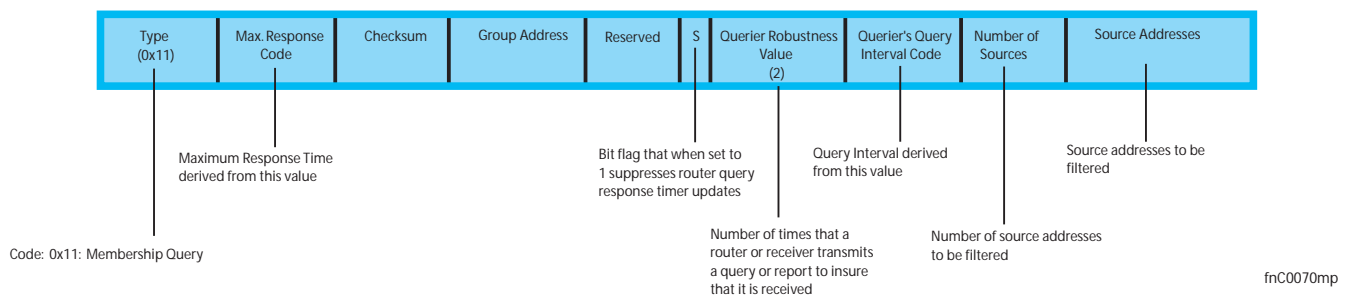 Type
(0x11)
Max. Response
Code
Checksum
Group Address
Reserved
S
Querier Robustness
Value
(2)
Querier's Query
Interval Code
Number of
Sources
Source Addresses
Maximum Response Time
derived from this value
Bit flag that when set to
1 suppresses router query
response timer updates
Query Interval derived
from this value
Source addresses to be
filtered
Code: 0x11: Membership Query
Number of times that a
router or receiver transmits
a query or report to insure
that it is received
Number of source addresses
to be filtered
fnC0070mp